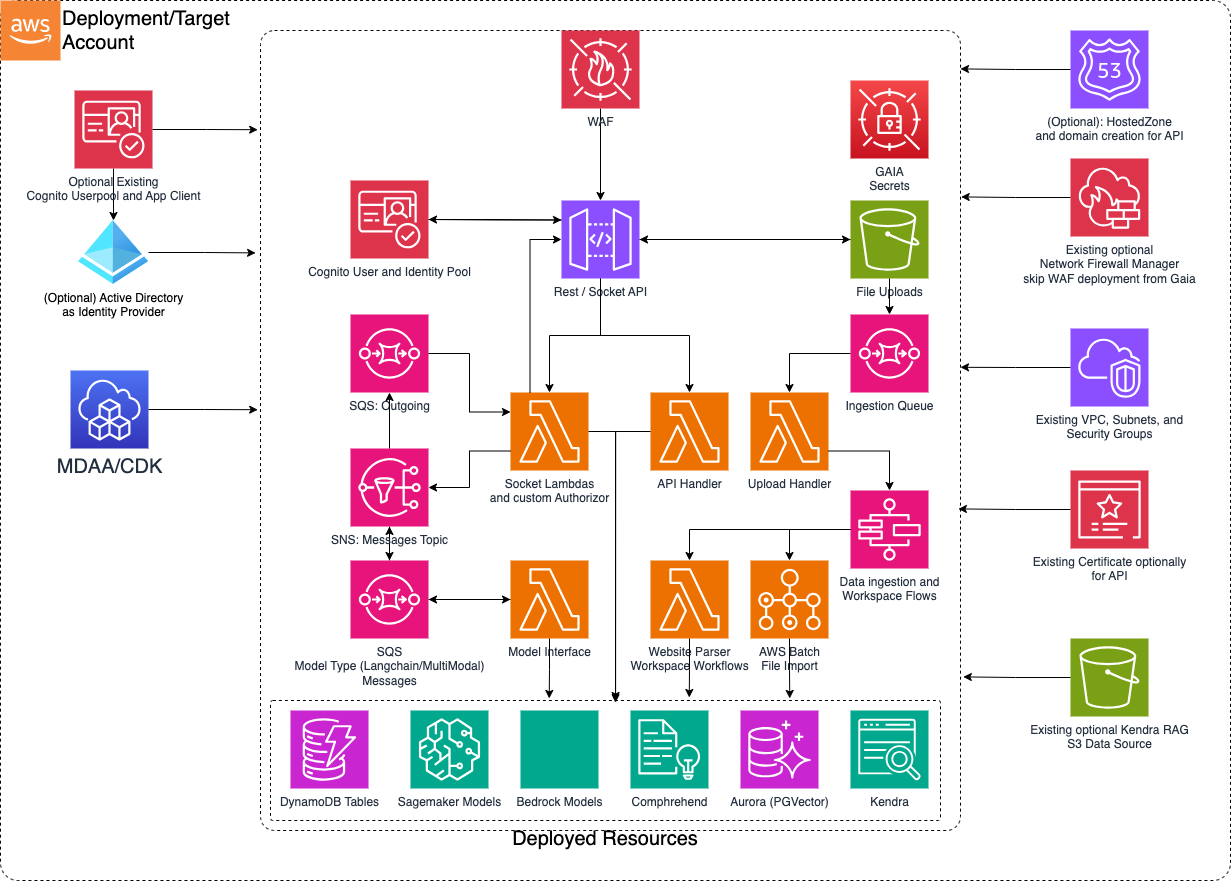 aws
Deployment/Target
Account
WAF
53
(Optional): HostedZone
and domain creation for API
GAIA
Secrets
Optional Existing
Cognito Userpool and App Client
Cognito User and Identity Pool
Rest / Socket API
File Uploads
Existing optional
Network Firewall Manager
skip WAF deployment from Gaia
(Optional) Active Directory
as Identity Provider
SQS: Outgoing
Ingestion Queue
Existing VPC, Subnets, and
Security Groups
MDAA/CDK
Socket Lambdas
and custom Authorizor
API Handler
Upload Handler
SNS: Messages Topic
Data ingestion and
Workspace Flows
Existing Certificate optionally
for API
SQS
Model Type (Langchain/MultiModal)
Messages
Model Interface
Website Parser
Workspace Workflows
AWS Batch
File Import
Existing optional Kendra RAG
S3 Data Source
DynamoDB Tables
Sagemaker Models
Bedrock Models
Comphrehend
Aurora (PGVector)
Kendra
Deployed Resources